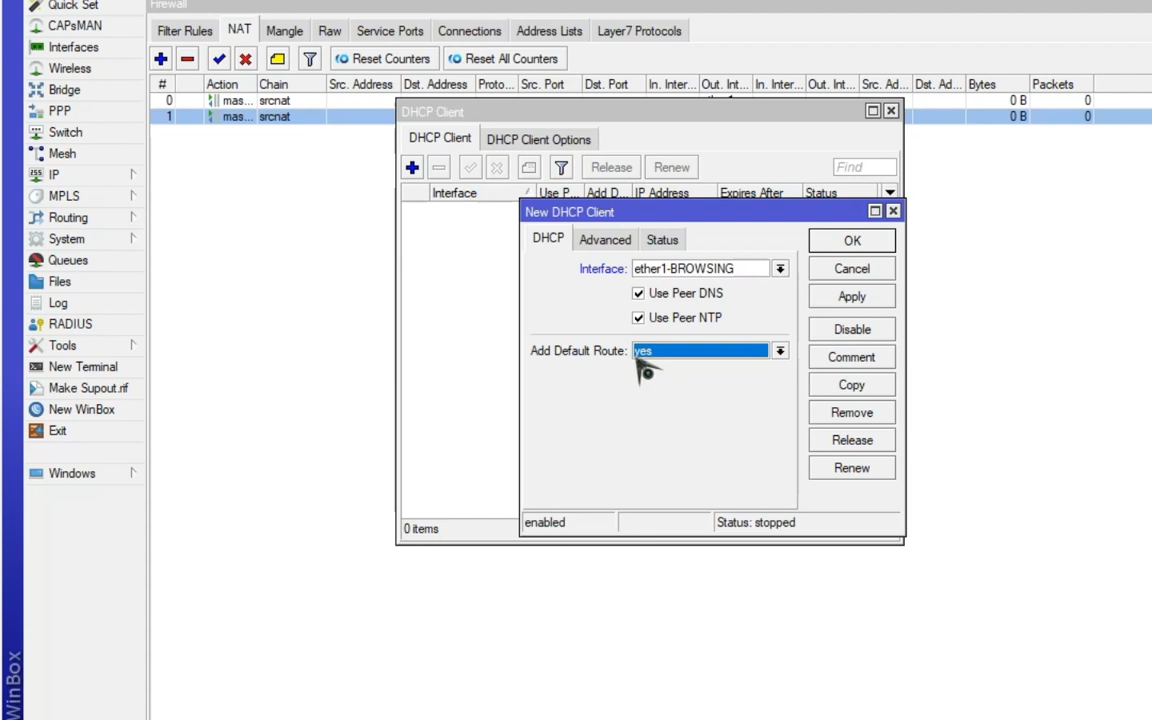 Quick Set
CAPsMAN
Interfaces
Wireless
Bridge
PPP
Switch
Mesh
IP
MPLS
Routing
System
Queues
Files
Log
RADIUS
Tools
New Terminal
Make Supout.rif
New WinBox
Exit
Windows
WinBox
Firewall
Filter Rules NAT Mangle Raw Service Ports Connections Address Lists Layer7 Protocols
Reset Counters Reset All Counters
# Action Chain Src. Address Dst. Address Proto... Src. Port Dst. Port In. Inter... Out. Int... In. Inter... Out. Int... Src. Ad... Dst. Ad... Bytes Packets
0 mas... srcnat 0 B 0
1 mas... srcnat 0 B 0
DHCP Client
DHCP Client DHCP Client Options
Release Renew Find
Interface Use P... Add D... IP Address Expires After Status
0 items
New DHCP Client
DHCP Advanced Status
Interface: ether1-BROWSING
Use Peer DNS
Use Peer NTP
Add Default Route: yes
OK
Cancel
Apply
Disable
Comment
Copy
Remove
Release
Renew
enabled Status: stopped